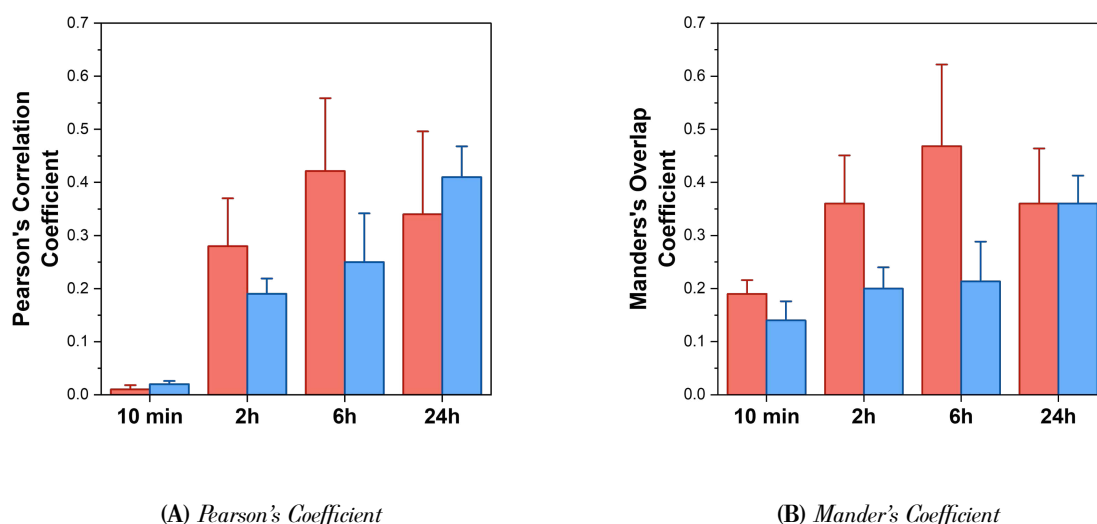 0.7
0.6
0.5
0.4
0.3
0.2
0.1
0.0
Pearson's Correlation
Coefficient
10 min 2h 6h 24h
(A) Pearson's Coefficient
0.7
0.6
0.5
0.4
0.3
0.2
0.1
0.0
Manders's Overlap
Coefficient
10 min 2h 6h 24h
(B) Mander's Coefficient